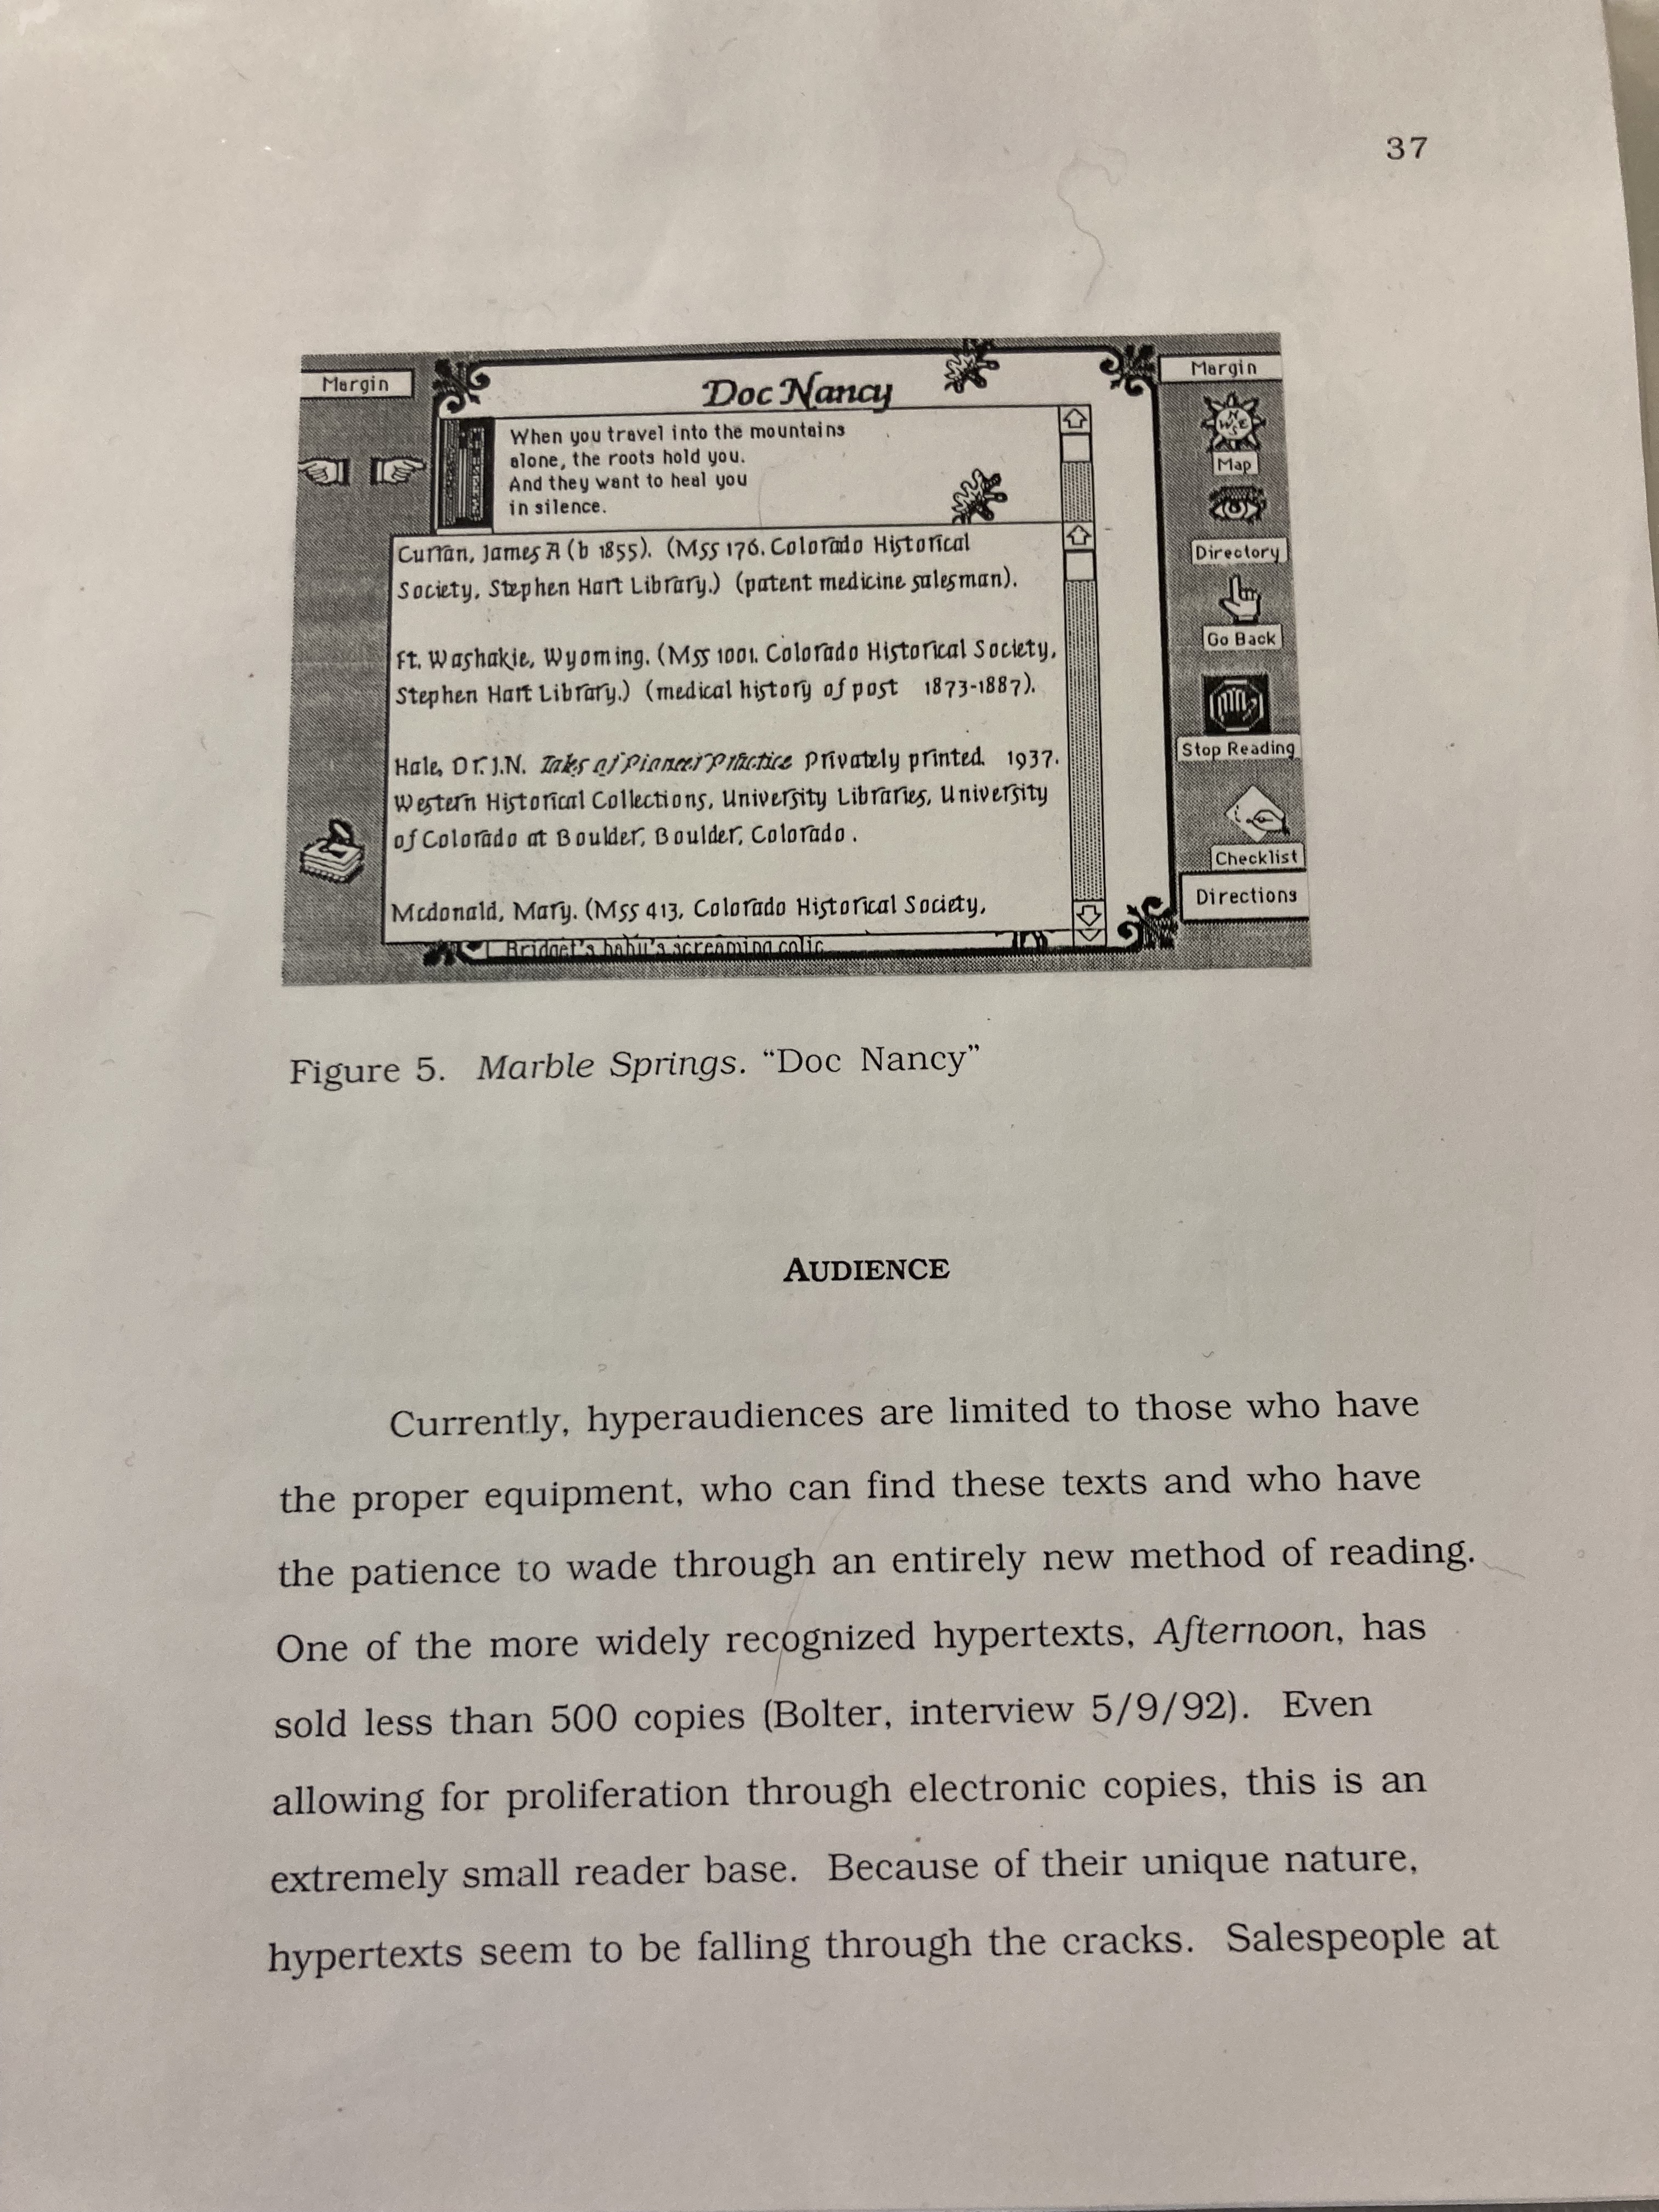 37
Margin
Doc Nancy
When you travel into the mountains
alone, the roots hold you.
And they want to heal you
in silence.
Curran, James A (b 1855). (Mss 176. Colorado Historical
Society, Stephen Hart Library.) (patent medicine salesman).
Ft. Washakie, Wyoming. (Mss 1001. Colorado Historical Society,
Stephen Hart Library.) (medical history of post 1873-1887).
Hale, Dr. J.N. Tales of Pioneer Practice Privately printed. 1937.
Western Historical Collections, University Libraries, University
of Colorado at Boulder, Boulder, Colorado.
Mcdonald, Mary. (Mss 413, Colorado Historical Society,
Bridget's baby's screaming colic
Margin
N
W E
S
Map
Directory
Go Back
Stop Reading
Checklist
Directions
Figure 5. Marble Springs. “Doc Nancy”
AUDIENCE
Currently, hyperaudiences are limited to those who have
the proper equipment, who can find these texts and who have
the patience to wade through an entirely new method of reading.
One of the more widely recognized hypertexts, Afternoon, has
sold less than 500 copies (Bolter, interview 5/9/92). Even
allowing for proliferation through electronic copies, this is an
extremely small reader base. Because of their unique nature,
hypertexts seem to be falling through the cracks. Salespeople at